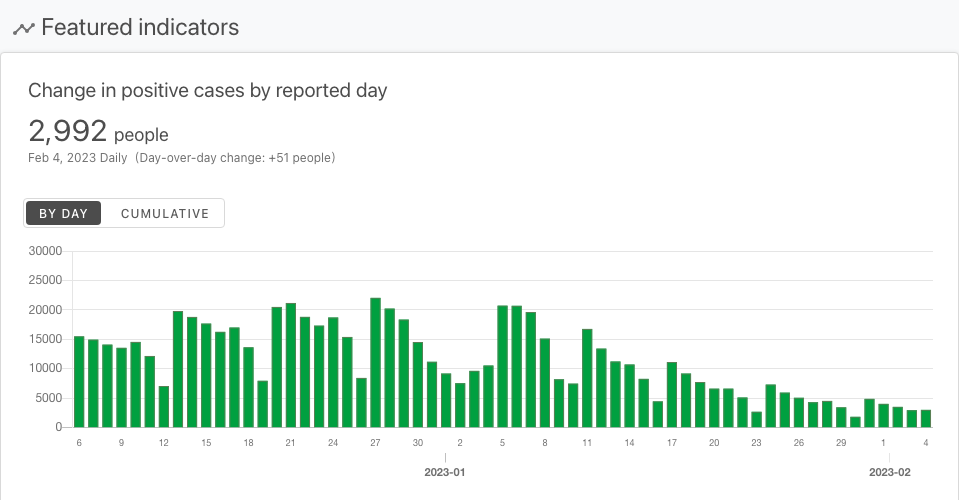 Featured indicators
Change in positive cases by reported day
2,992 people
Feb 4, 2023 Daily (Day-over-day change: +51 people)
BY DAY CUMULATIVE
30000
25000
20000
15000
10000
5000
0
6 9 12 15 18 21 24 27 30 2 5 8 11 14 17 20 23 26 29 1 4
2023-01 2023-02